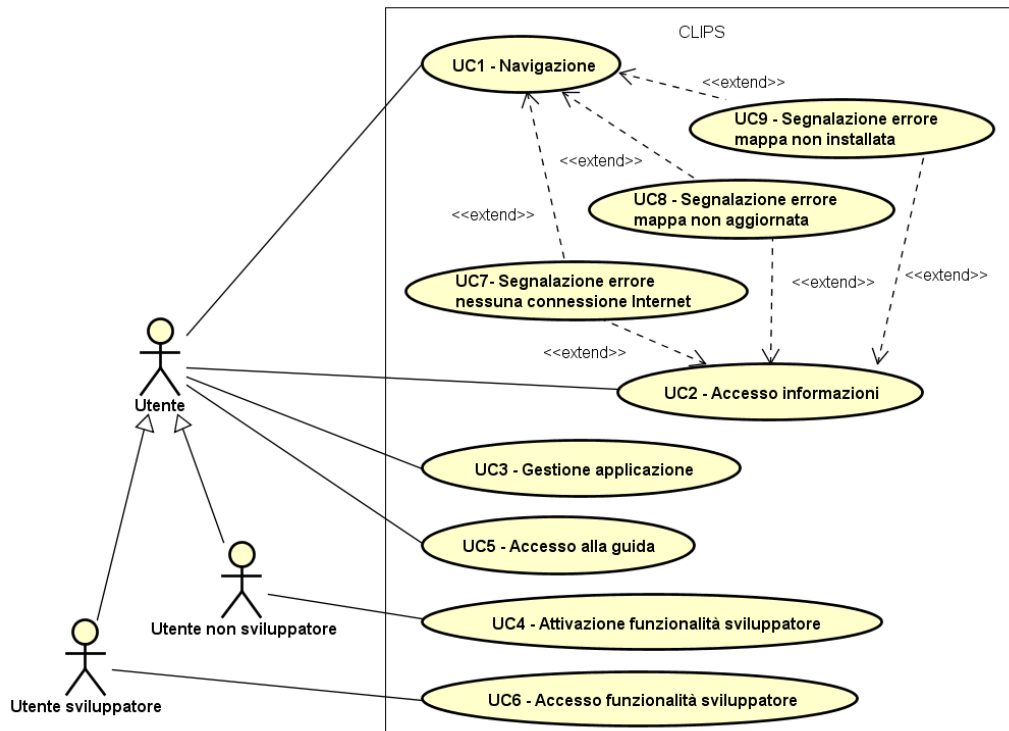 CLIPS
UC1 - Navigazione
<<extend>>
UC9 - Segnalazione errore
mappa non installata
<<extend>>
UC8 - Segnalazione errore
mappa non aggiornata
<<extend>>
UC7- Segnalazione errore
nessuna connessione Internet
<<extend>>
<<extend>>
<<extend>>
UC2 - Accesso informazioni
Utente
UC3 - Gestione applicazione
UC5 - Accesso alla guida
Utente non sviluppatore
UC4 - Attivazione funzionalità sviluppatore
Utente sviluppatore
UC6 - Accesso funzionalità sviluppatore